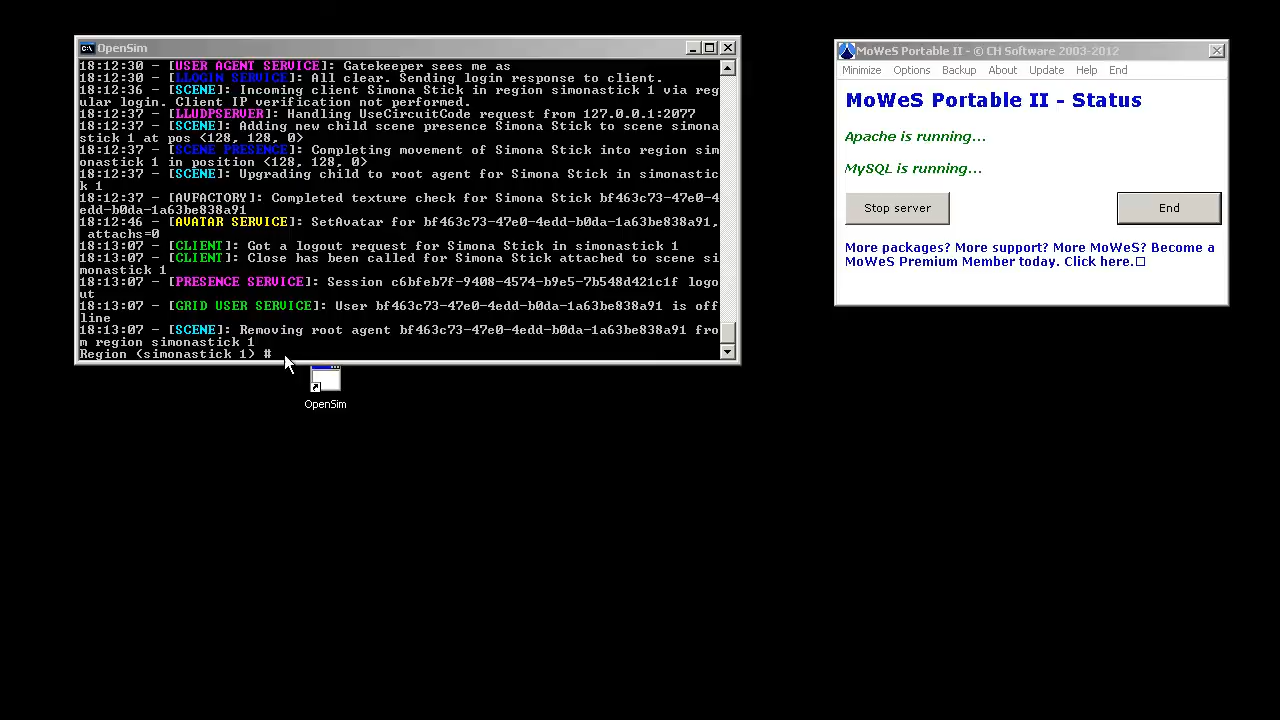 OpenSim
18:12:30 - [USER AGENT SERVICE]: Gatekeeper sees me as
18:12:30 - [LLOGIN SERVICE]: All clear. Sending login response to client.
18:12:36 - [SCENE]: Incoming client Simona Stick in region simonastick 1 via reg
ular login. Client IP verification not performed.
18:12:37 - [LLUDPSERVER]: Handling UseCircuitCode request from 127.0.0.1:2077
18:12:37 - [SCENE]: Adding new child scene presence Simona Stick to scene simona
stick 1 at pos <128, 128, 0>
18:12:37 - [SCENE PRESENCE]: Completing movement of Simona Stick into region sim
onastick 1 in position <128, 128, 0>
18:12:37 - [SCENE]: Upgrading child to root agent for Simona Stick in simonastic
k 1
18:12:37 - [AVFACTORY]: Completed texture check for Simona Stick bf463c73-47e0-4
edd-b0da-1a63be838a91
18:12:46 - [AVATAR SERVICE]: SetAvatar for bf463c73-47e0-4edd-b0da-1a63be838a91,
attachs=0
18:13:07 - [CLIENT]: Got a logout request for Simona Stick in simonastick 1
18:13:07 - [CLIENT]: Close has been called for Simona Stick attached to scene si
monastick 1
18:13:07 - [PRESENCE SERVICE]: Session c6bfeb7f-9408-4574-b9e5-7b548d421c1f logo
ut
18:13:07 - [GRID USER SERVICE]: User bf463c73-47e0-4edd-b0da-1a63be838a91 is off
line
18:13:07 - [SCENE]: Removing root agent bf463c73-47e0-4edd-b0da-1a63be838a91 fro
m region simonastick 1
Region (simonastick 1) #
OpenSim
MoWeS Portable II - © CH Software 2003-2012
Minimize Options Backup About Update Help End
MoWeS Portable II - Status
Apache is running...
MySQL is running...
Stop server End
More packages? More support? More MoWeS? Become a
MoWeS Premium Member today. Click here.